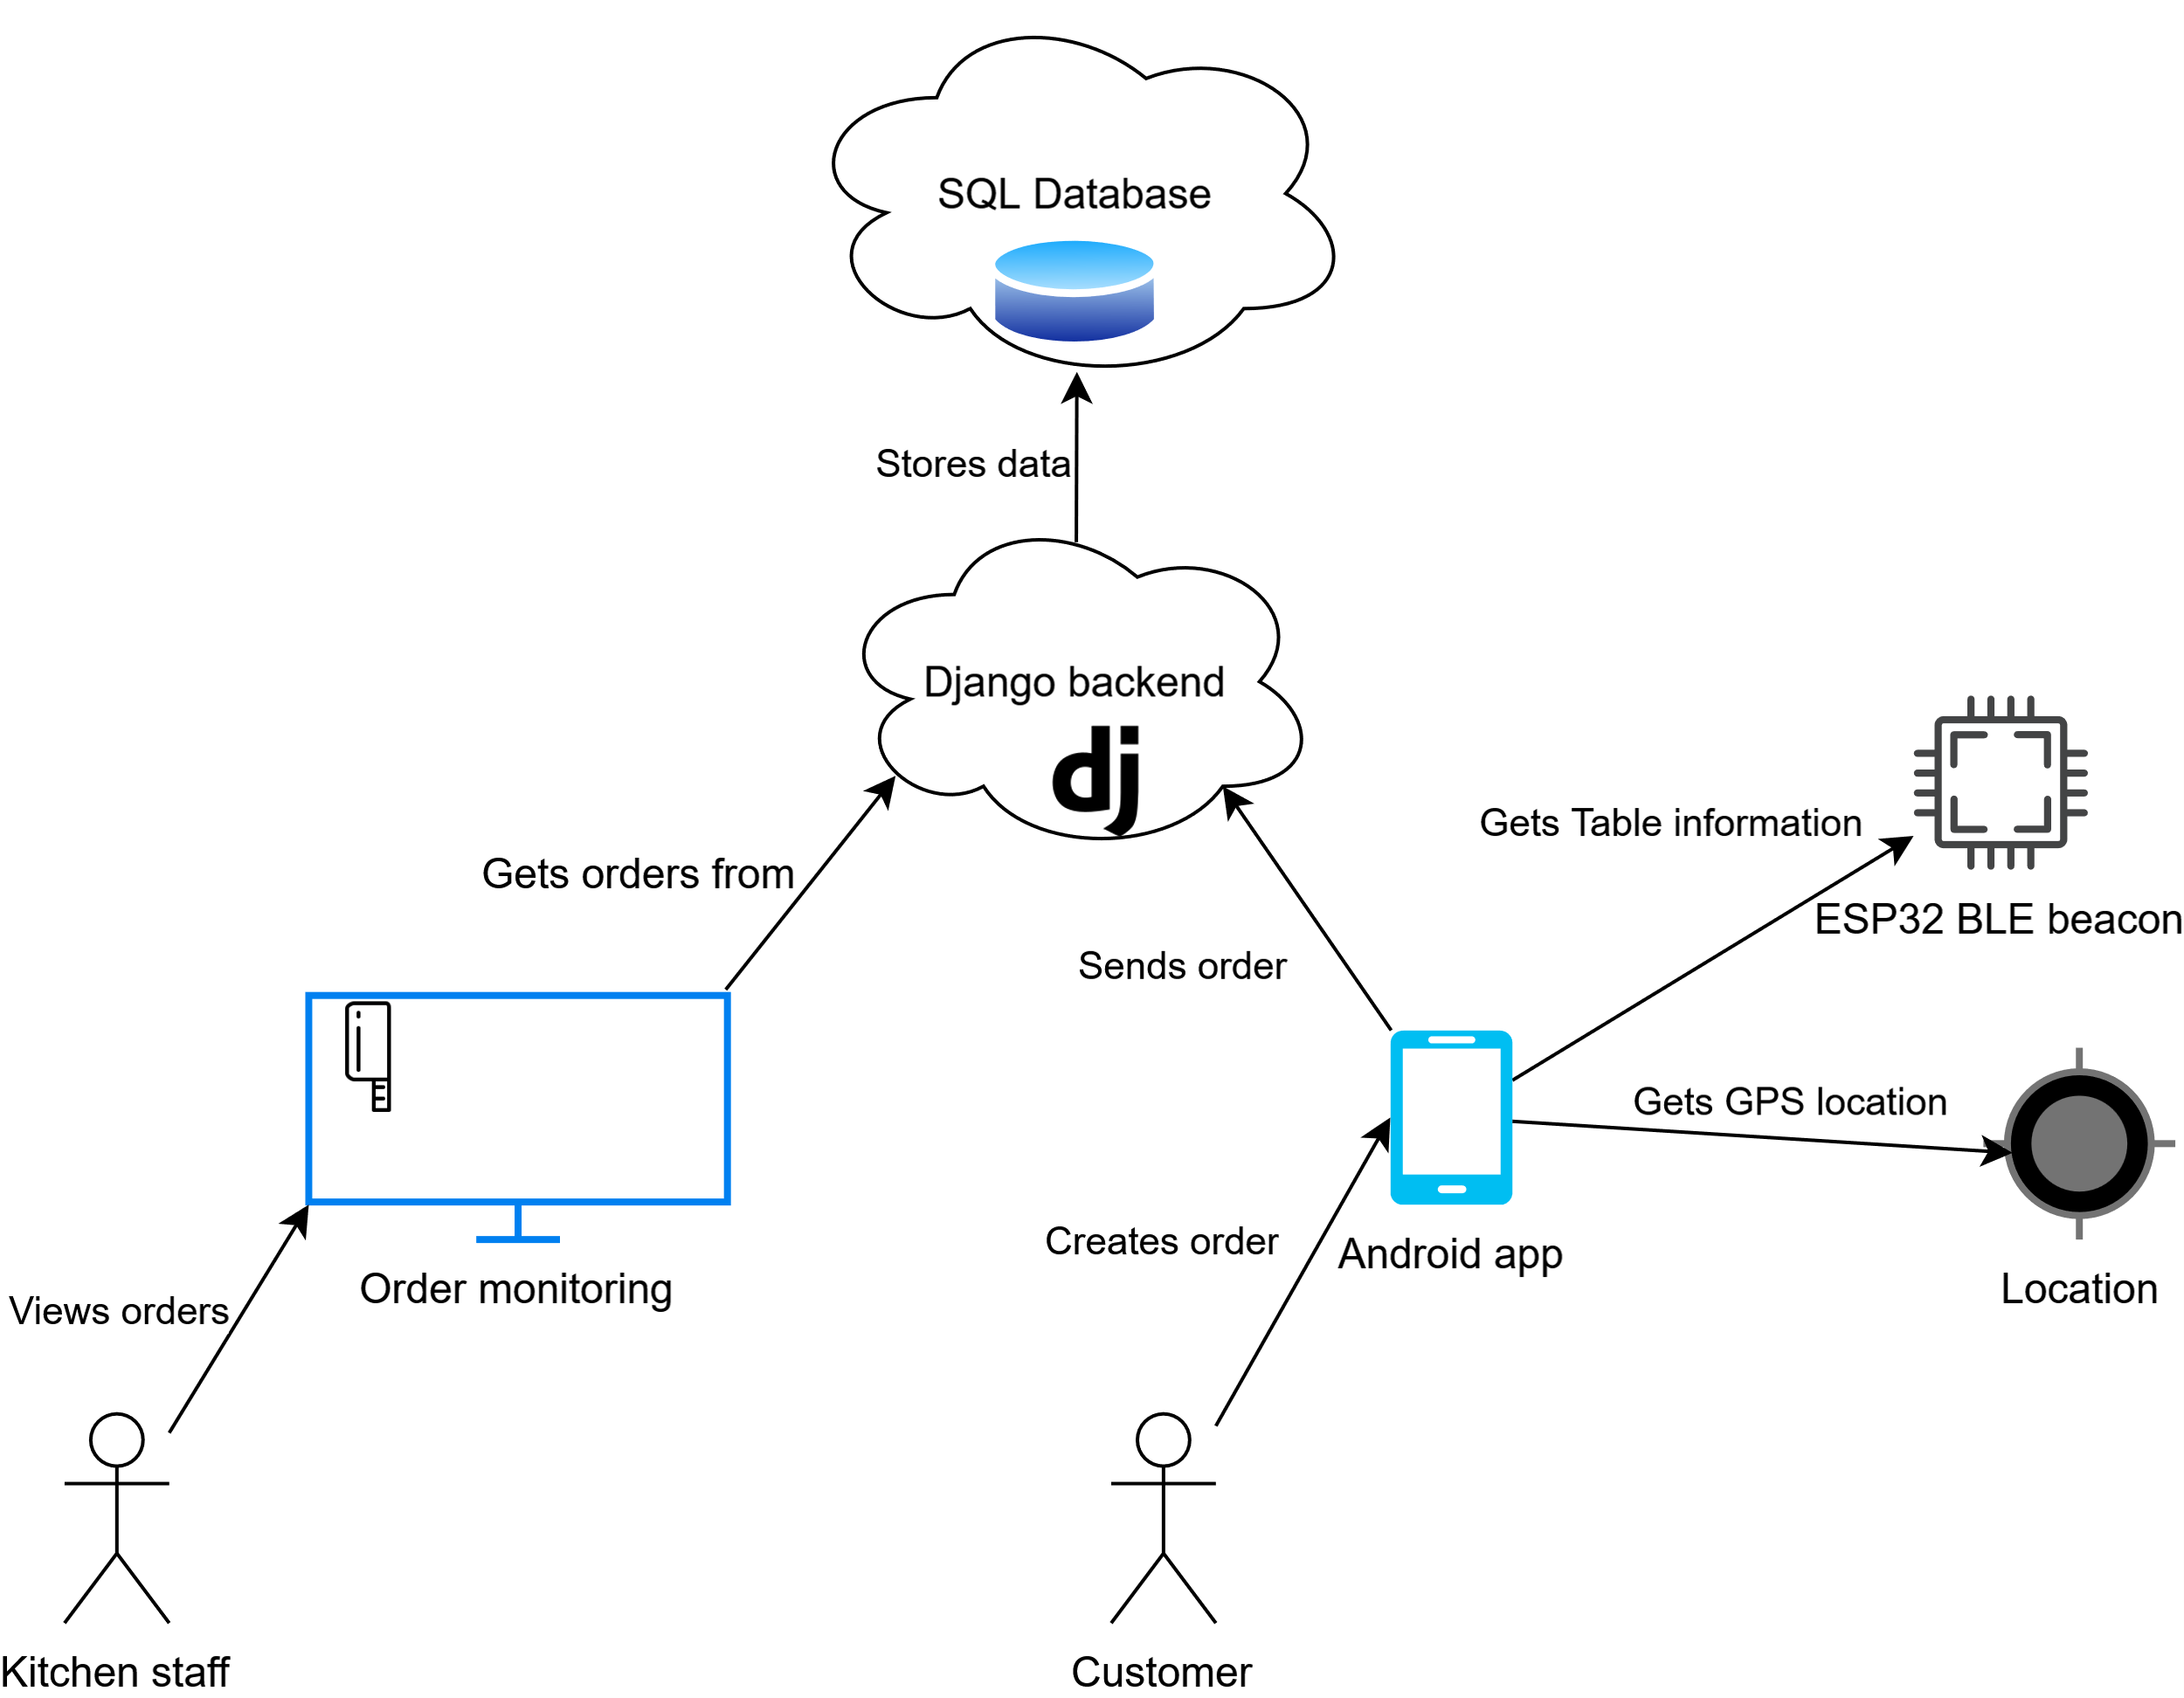 SQL Database
Stores data
Django backend
dj
Gets orders from
Gets Table information
ESP32 BLE beacon
Sends order
Gets GPS location
Creates order
Android app
Order monitoring
Location
Views orders
Kitchen staff
Customer